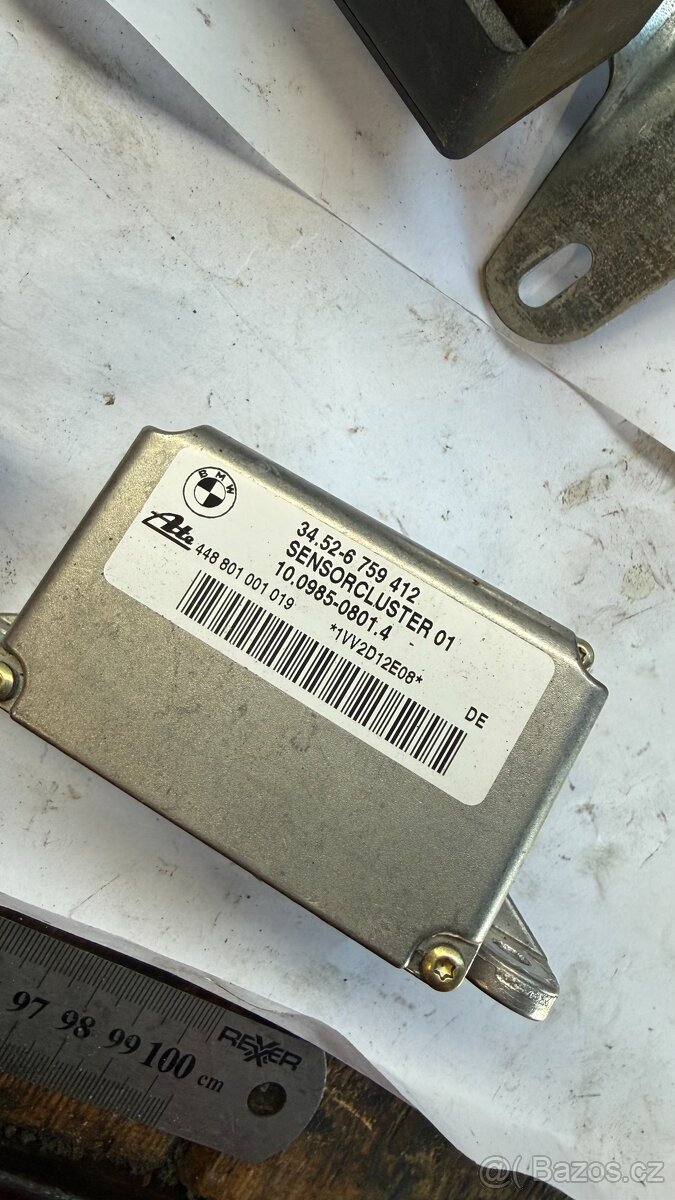 BMW
Ate
34.52-6 759 412
SENSORCLUSTER 01
10.0985-0801.4
448 801 001 019
*1VV2D12E08*
DE
97 98 99 100 cm
REXXER
@( Bazos.cz